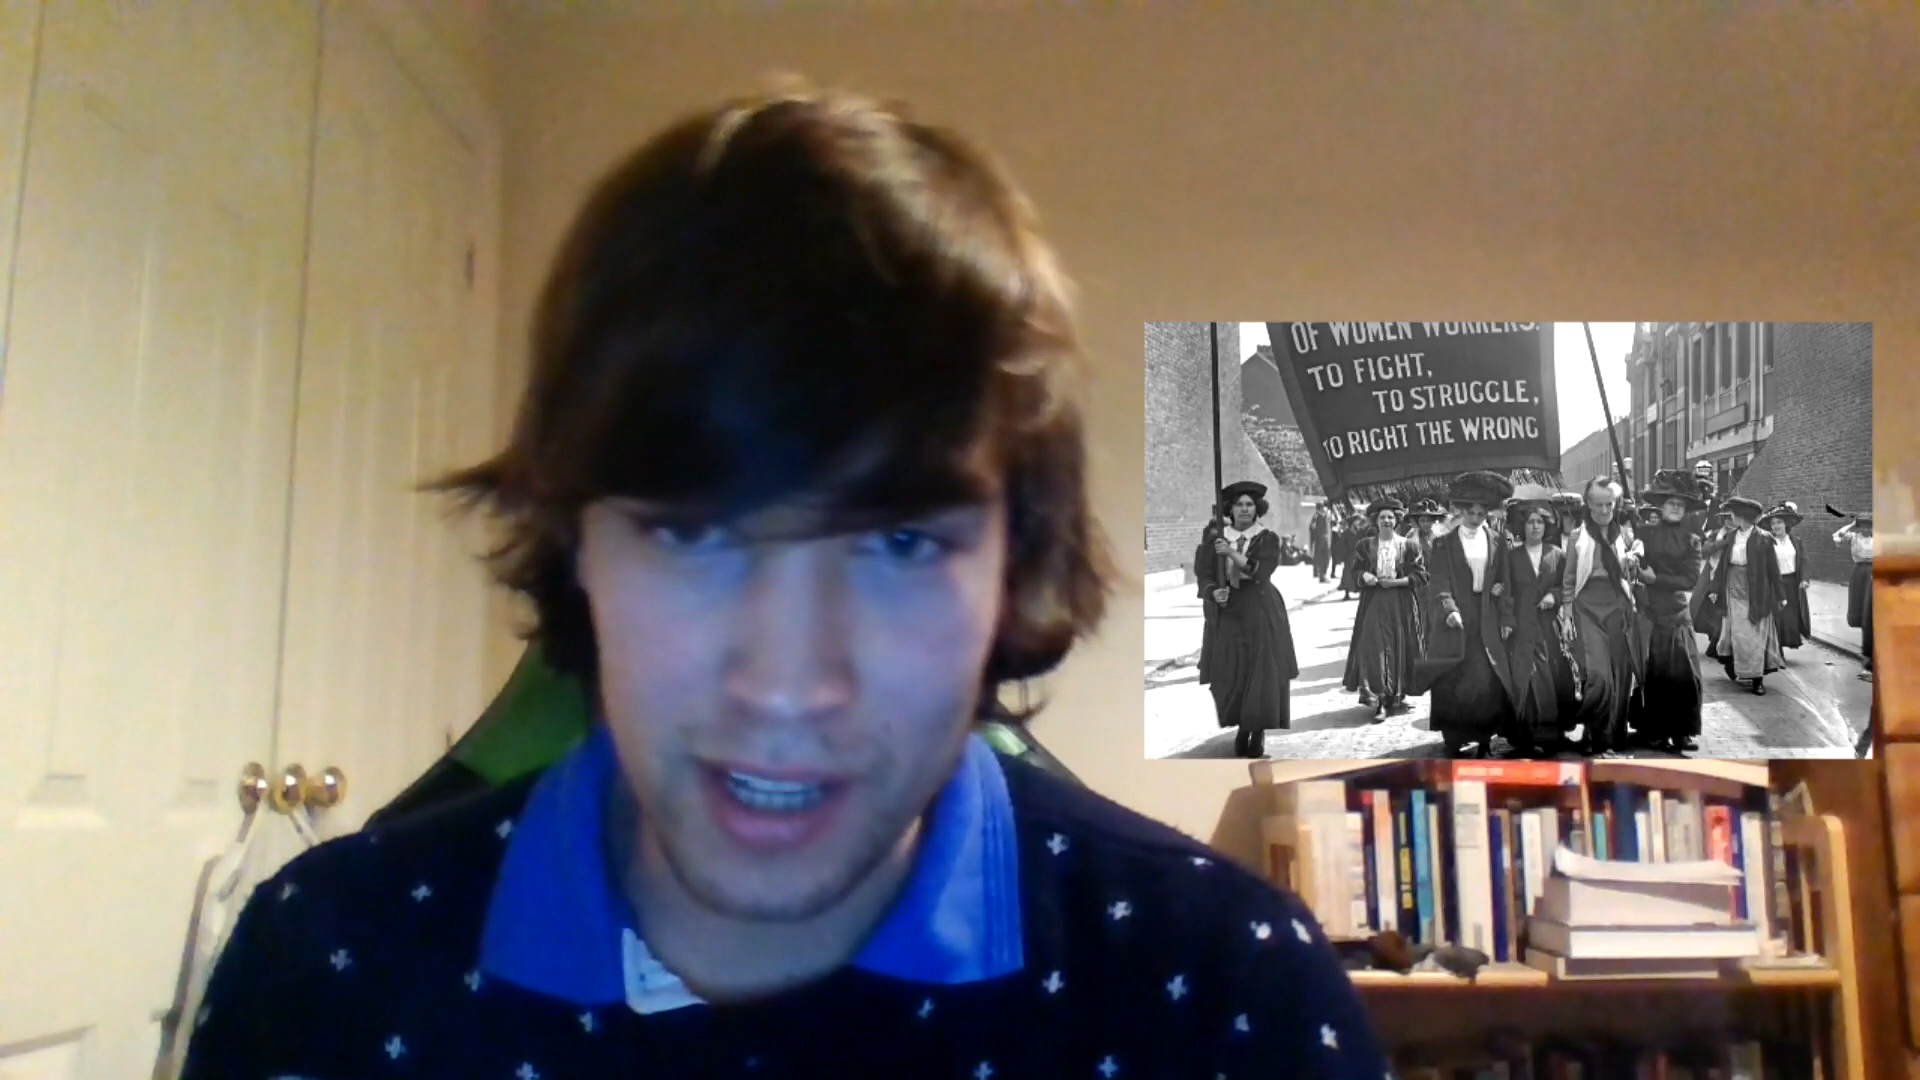 OF WOMEN WORKERS.
TO FIGHT,
TO STRUGGLE,
TO RIGHT THE WRONG